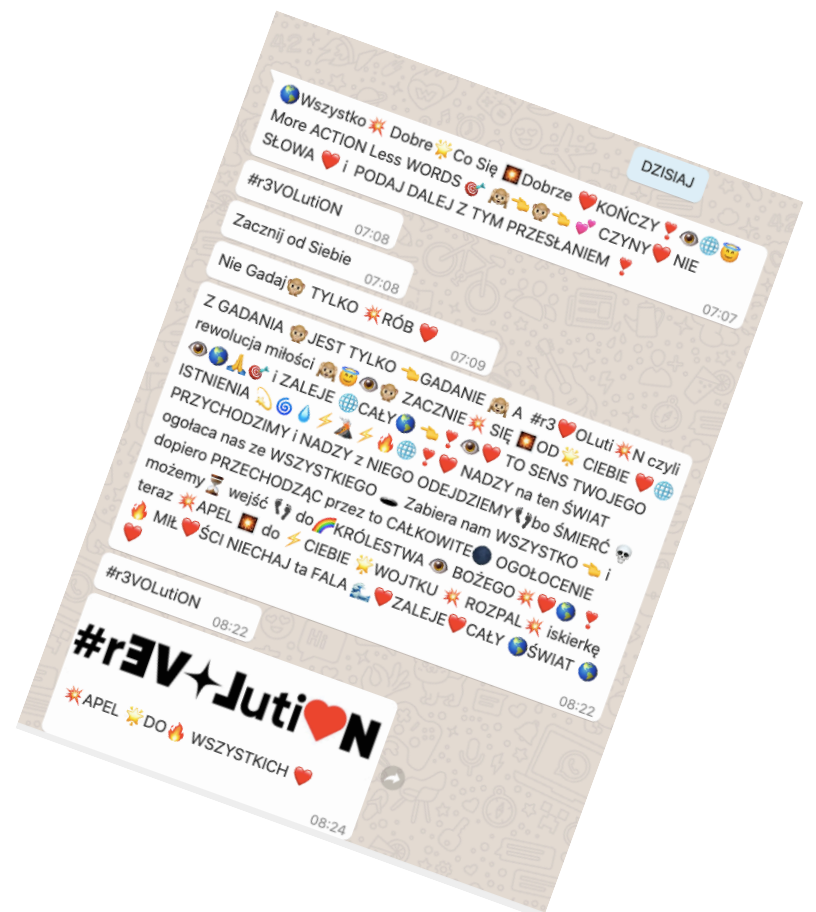 DZISIAJ
🌎Wszystko💥 Dobre🌟Co Się 🎇Dobrze ❤️KOŃCZY❣️👁️🌐😇
More ACTION Less WORDS 🎯 🙉👈🐵👈 💕 CZYNY❤️ NIE
SŁOWA ❤️ i PODAJ DALEJ Z TYM PRZESŁANIEM ❣️
07:07
#r3VOLutiON
07:08
Zacznij od Siebie
07:08
Nie Gadaj🙊 TYLKO 💥RÓB ❤️
07:09
Z GADANIA 🙊JEST TYLKO 👈GADANIE 🙉 A #r3❤️OLuti💥N czyli
rewolucja miłości 🙉😇👁️🙊 ZACZNIE💥 SIĘ 🎇OD🌟 CIEBIE ❤️🌐
👁️🌎🙏🎯 i ZALEJE 🌐CAŁY🌎 👈❣️👁️❤️ TO SENS TWOJEGO
ISTNIENIA 💫🌀💧⚡🌋⚡🔥🌐❣️❤️ NADZY na ten ŚWIAT
PRZYCHODZIMY i NADZY z NIEGO ODEJDZIEMY👣bo ŚMIERĆ 💀
ogołaca nas ze WSZYSTKIEGO 🕳️ Zabiera nam WSZYSTKO 👈 i
dopiero PRZECHODZĄC przez to CAŁKOWITE🌑 OGOŁOCENIE
możemy⏳ wejść 👣 do🌈KRÓLESTWA 👁️ BOŻEGO💥❤️🌎❣️
teraz 💥APEL 🎇 do ⚡CIEBIE 🌟WOJTKU 💥 ROZPAL💥 iskierkę
🔥 MIŁ❤️ŚCI NIECHAJ ta FALA 🌊❤️ZALEJE❤️CAŁY 🌎ŚWIAT 🌎
❤️
08:22
#r3VOLutiON
08:22
#rƎV✦⅃uti❤️N
💥APEL 🌟DO🔥 WSZYSTKICH ❤️
08:24